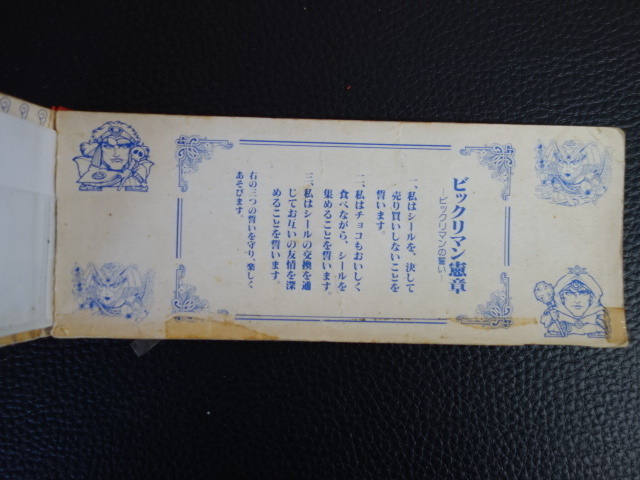 ビックリマン憲章
―ビックリマンの誓い―
一、私はシールを、決して
売り買いしないことを
誓います。
二、私はチョコもおいしく
食べながら、シールを
集めることを誓います。
三、私はシールの交換を通
じてお互いの友情を深
めることを誓います。
右の三つの誓いを守り、楽しく
あそびます。